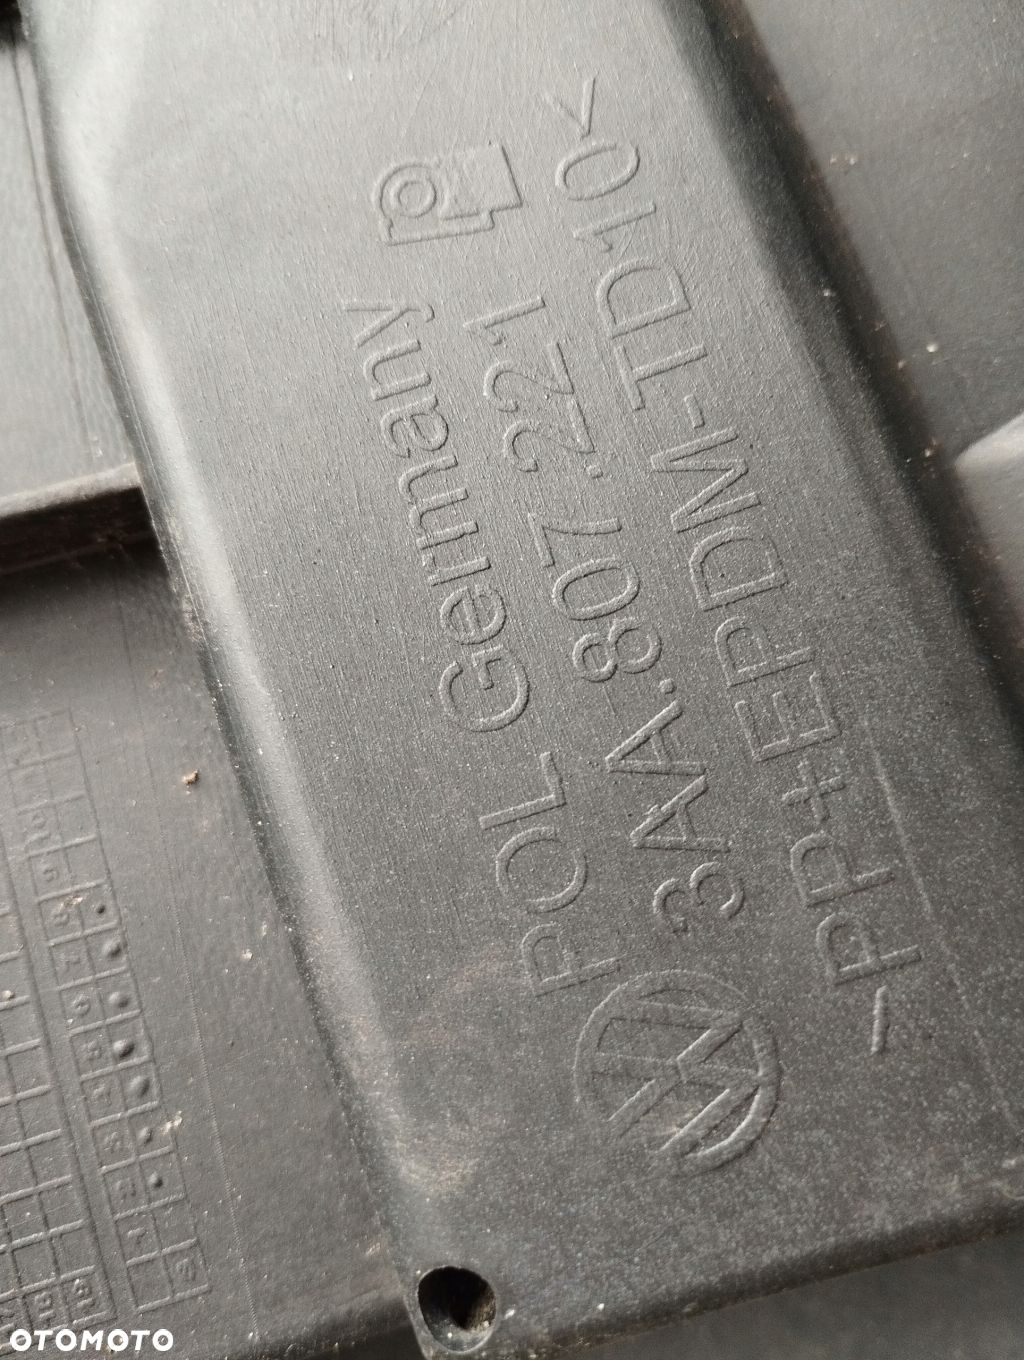 POL Germany
3AA.807.221
>PP+EPDM-TD10<
OTOMOTO